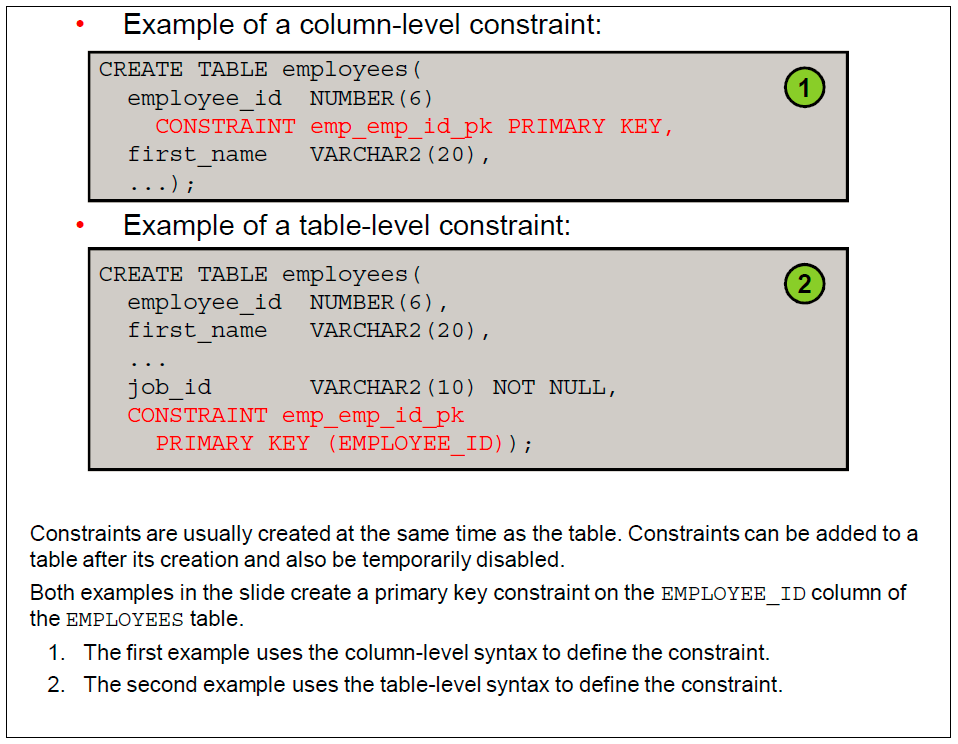 • Example of a column-level constraint:
CREATE TABLE employees(
employee_id NUMBER(6)
CONSTRAINT emp_emp_id_pk PRIMARY KEY,
first_name VARCHAR2(20),
...);
1
• Example of a table-level constraint:
CREATE TABLE employees(
employee_id NUMBER(6),
first_name VARCHAR2(20),
...
job_id VARCHAR2(10) NOT NULL,
CONSTRAINT emp_emp_id_pk
PRIMARY KEY (EMPLOYEE_ID));
2
Constraints are usually created at the same time as the table. Constraints can be added to a
table after its creation and also be temporarily disabled.
Both examples in the slide create a primary key constraint on the EMPLOYEE_ID column of
the EMPLOYEES table.
1. The first example uses the column-level syntax to define the constraint.
2. The second example uses the table-level syntax to define the constraint.